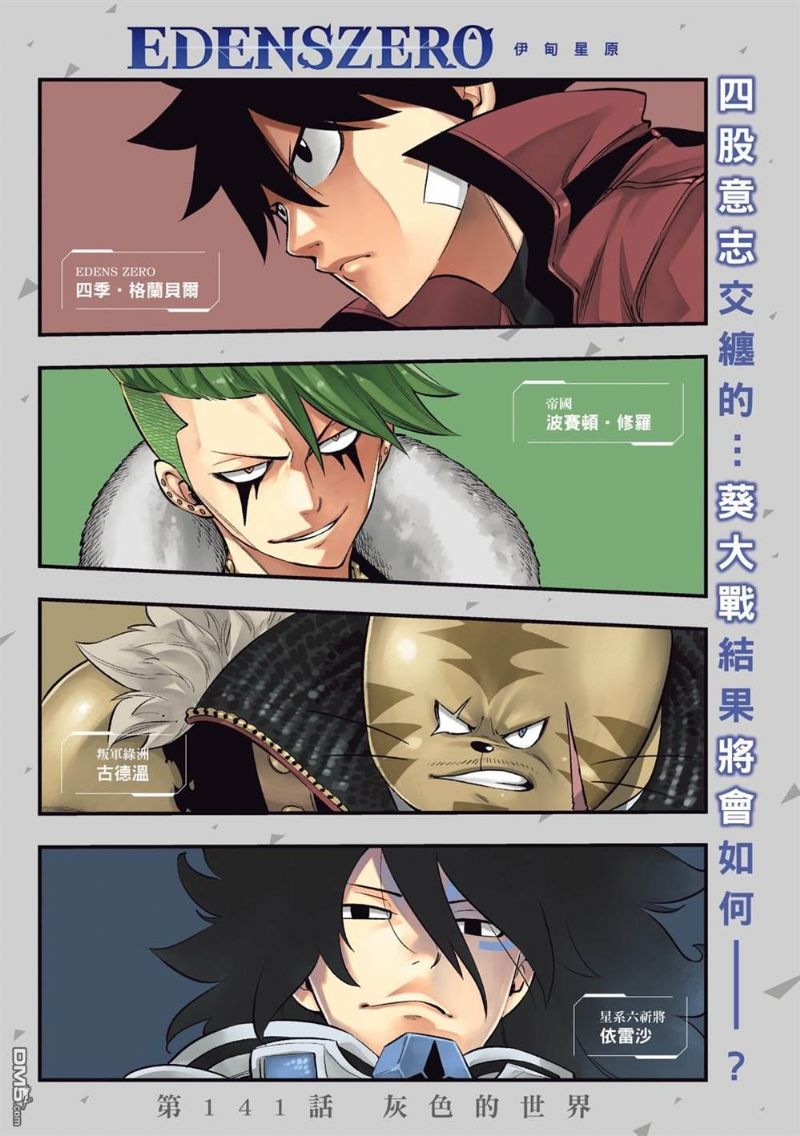 EDENSZERO 伊甸星原
四股意志交纏的…葵大戰結果將會如何——?
EDENS ZERO
四季・格蘭貝爾
帝國
波賽頓・修羅
叛軍綠洲
古德溫
星系六祈將
依雷沙
第141話 灰色的世界